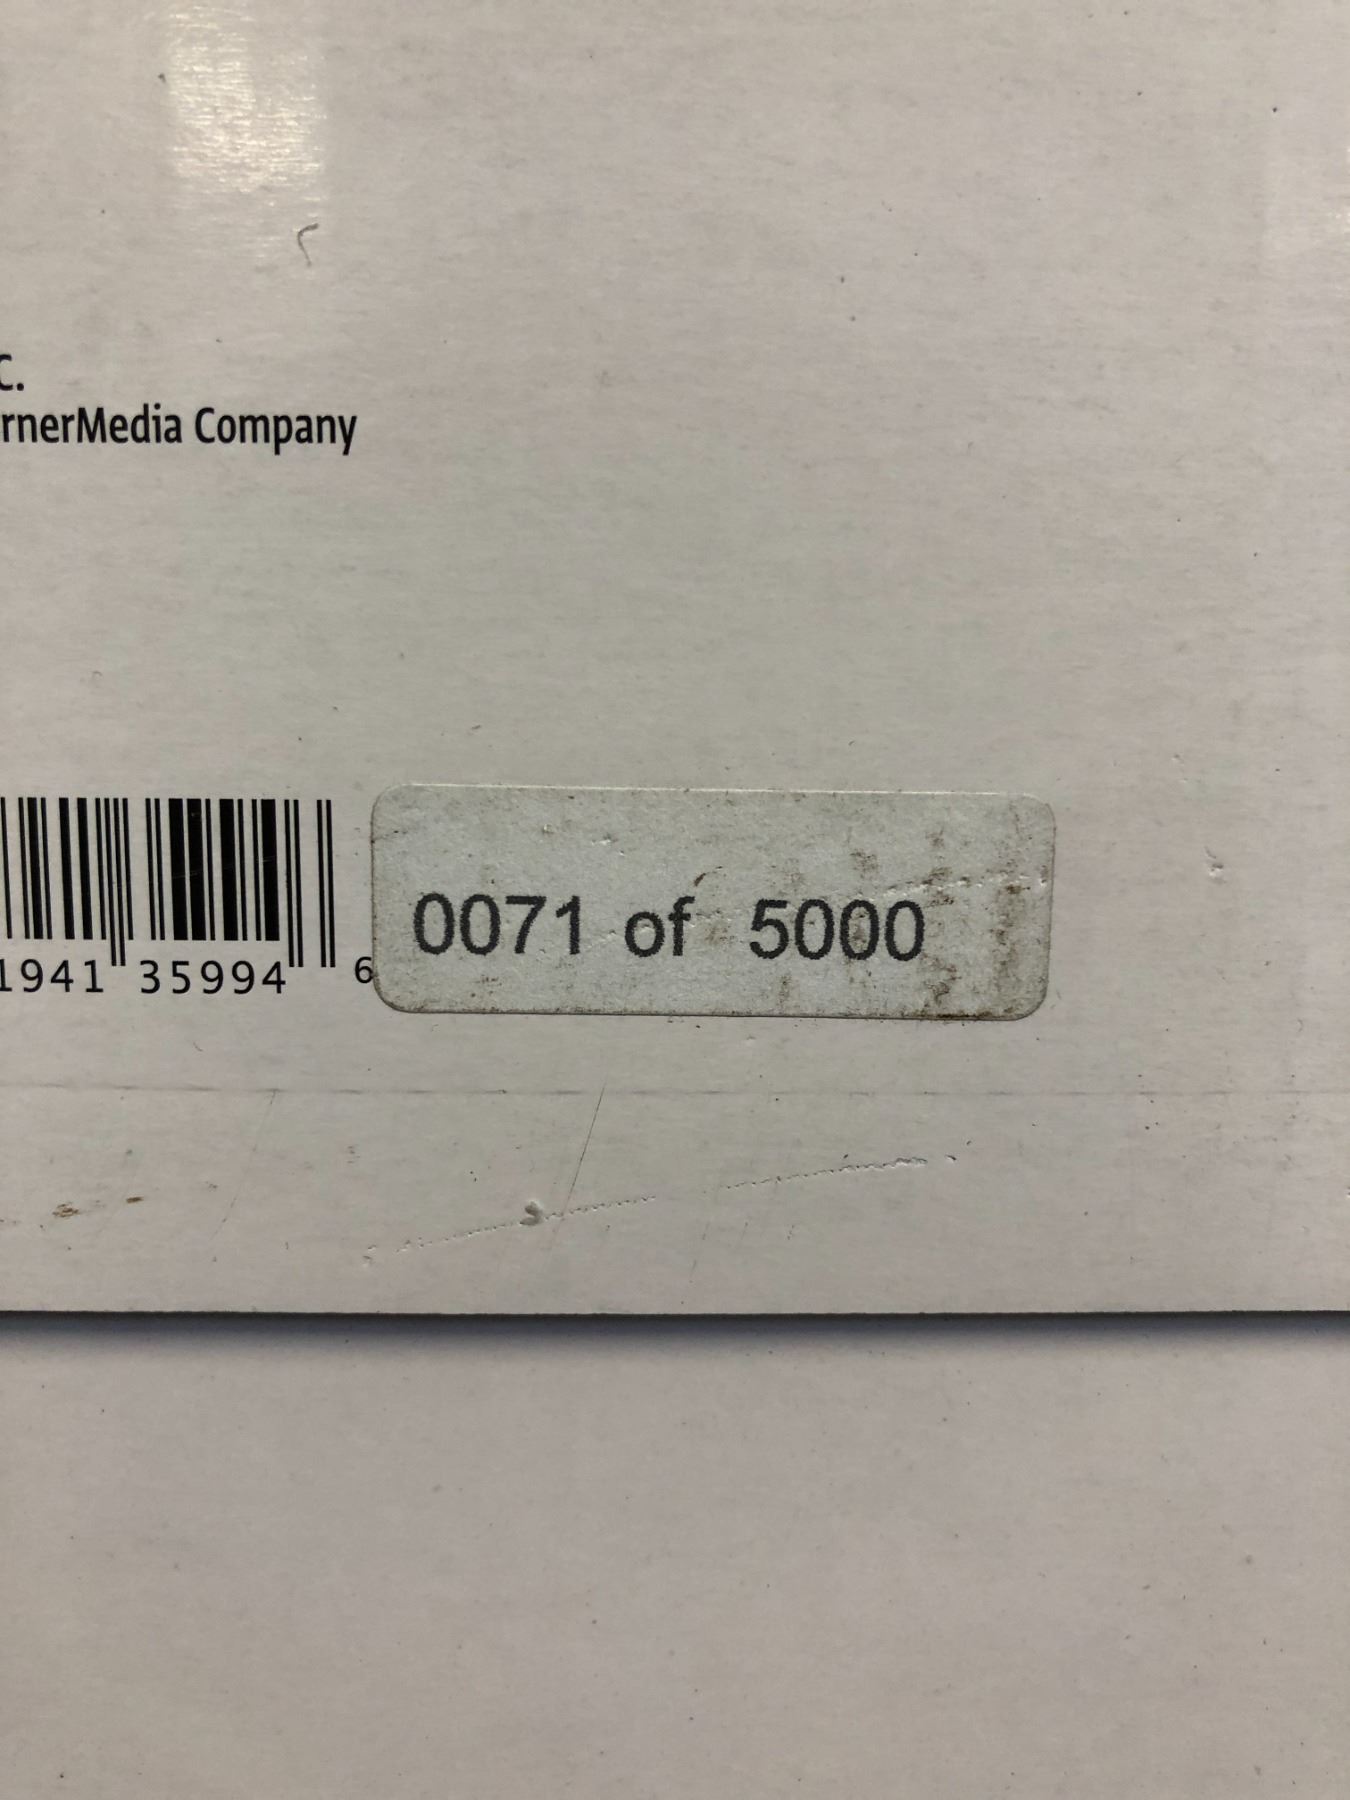 C.
rnerMedia Company
0071 of 5000
1941 35994 6